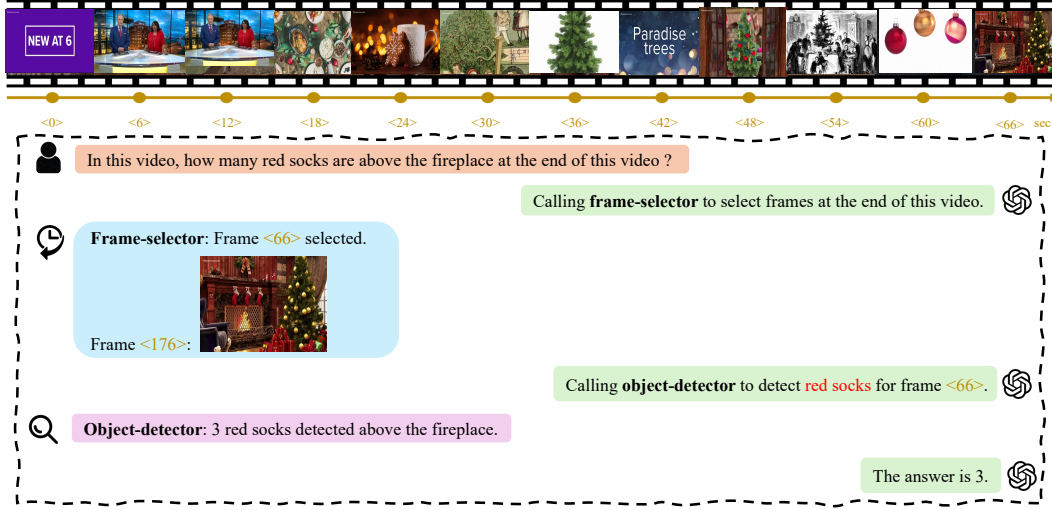 NEW AT 6
Paradise
trees
<0> <6> <12> <18> <24> <30> <36> <42> <48> <54> <60> <66> sec
In this video, how many red socks are above the fireplace at the end of this video ?
Calling frame-selector to select frames at the end of this video.
Frame-selector: Frame <66> selected.
Frame <176>:
Calling object-detector to detect red socks for frame <66>.
Object-detector: 3 red socks detected above the fireplace.
The answer is 3.